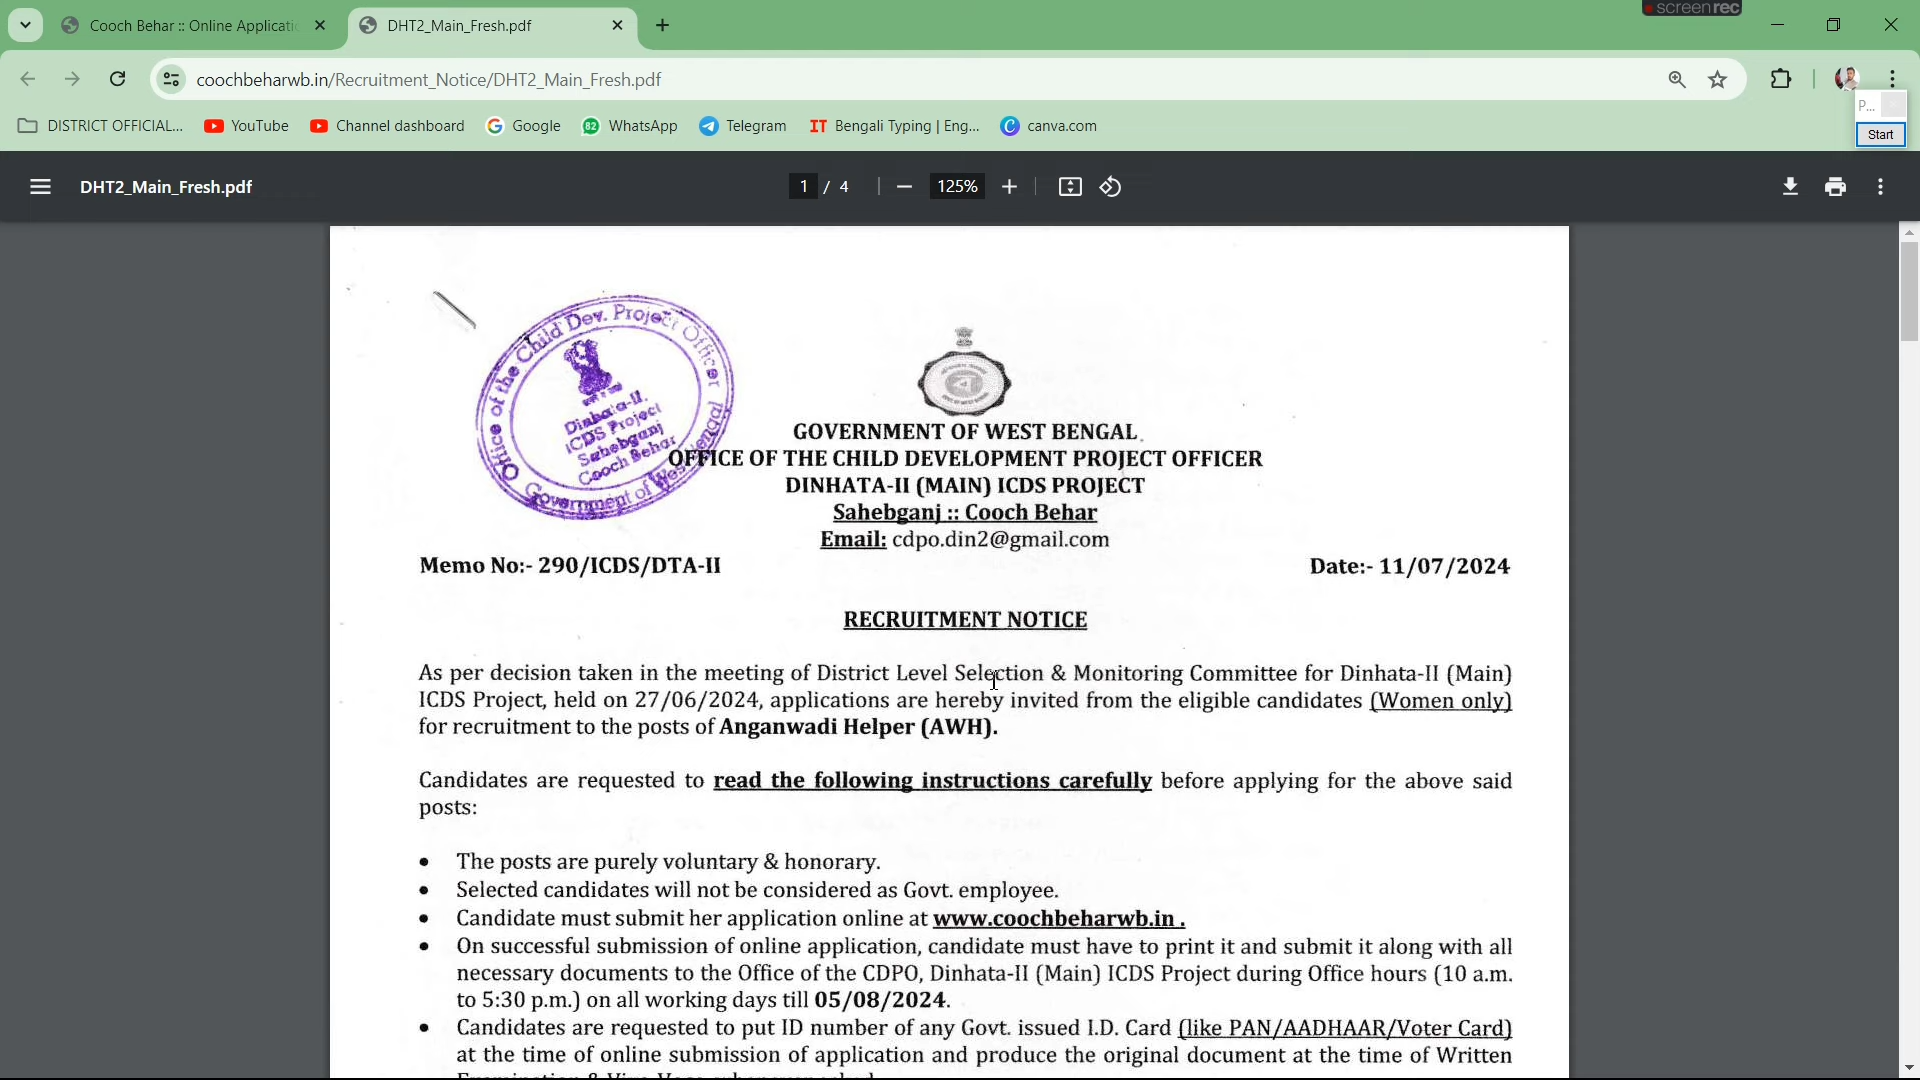 screenrec
Cooch Behar :: Online Applicati
DHT2_Main_Fresh.pdf
coochbeharwb.in/Recruitment_Notice/DHT2_Main_Fresh.pdf
P...
DISTRICT OFFICIAL...
YouTube
Channel dashboard
Google
82
WhatsApp
Telegram
IT
Bengali Typing | Eng...
canva.com
Start
DHT2_Main_Fresh.pdf
1 / 4
125%
Office of the Child Dev. Project Officer
Dinhata-II.
ICDS Project
Sahebganj
Cooch Behar
Government of West Bengal
GOVERNMENT OF WEST BENGAL
OFFICE OF THE CHILD DEVELOPMENT PROJECT OFFICER
DINHATA-II (MAIN) ICDS PROJECT
Sahebganj :: Cooch Behar
Email: cdpo.din2@gmail.com
Memo No:- 290/ICDS/DTA-II
Date:- 11/07/2024
RECRUITMENT NOTICE
As per decision taken in the meeting of District Level Selection & Monitoring Committee for Dinhata-II (Main)
ICDS Project, held on 27/06/2024, applications are hereby invited from the eligible candidates (Women only)
for recruitment to the posts of Anganwadi Helper (AWH).
Candidates are requested to read the following instructions carefully before applying for the above said
posts:
• The posts are purely voluntary & honorary.
• Selected candidates will not be considered as Govt. employee.
• Candidate must submit her application online at www.coochbeharwb.in .
• On successful submission of online application, candidate must have to print it and submit it along with all
necessary documents to the Office of the CDPO, Dinhata-II (Main) ICDS Project during Office hours (10 a.m.
to 5:30 p.m.) on all working days till 05/08/2024.
• Candidates are requested to put ID number of any Govt. issued I.D. Card (like PAN/AADHAAR/Voter Card)
at the time of online submission of application and produce the original document at the time of Written